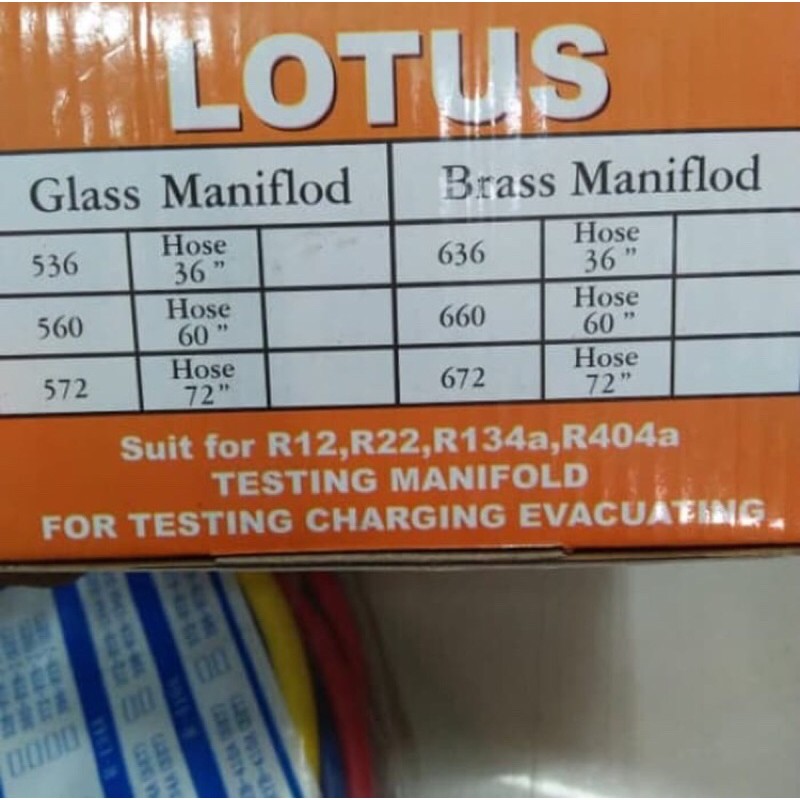 LOTUS
Glass Maniflod Brass Maniflod
536 Hose 36 ” 636 Hose 36 ”
560 Hose 60 ” 660 Hose 60 ”
572 Hose 72” 672 Hose 72”
Suit for R12,R22,R134a,R404a
TESTING MANIFOLD
FOR TESTING CHARGING EVACUATING